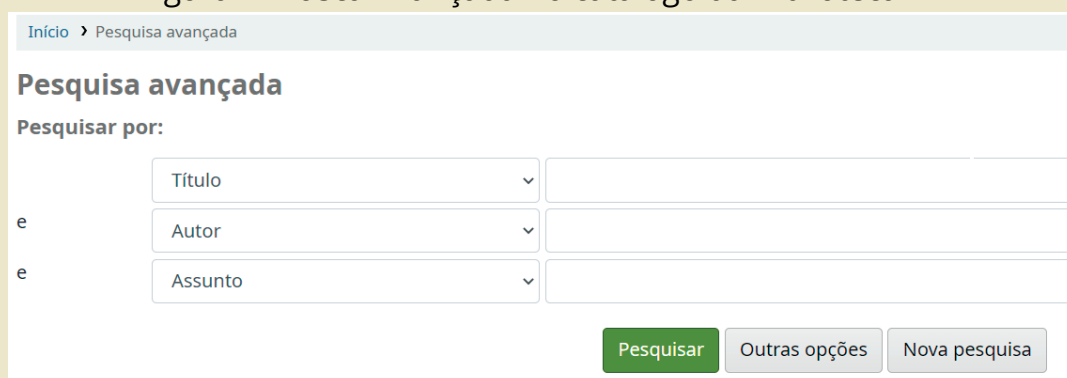 Início › Pesquisa avançada
Pesquisa avançada
Pesquisar por:
Título
e Autor
e Assunto
Pesquisar Outras opções Nova pesquisa